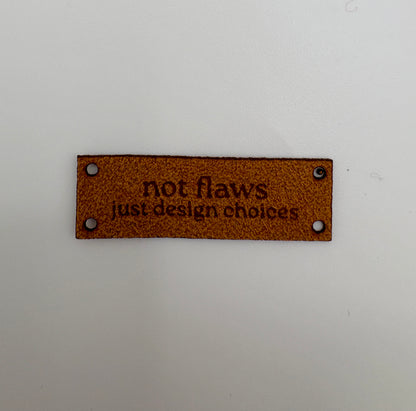 not flaws
just design choices